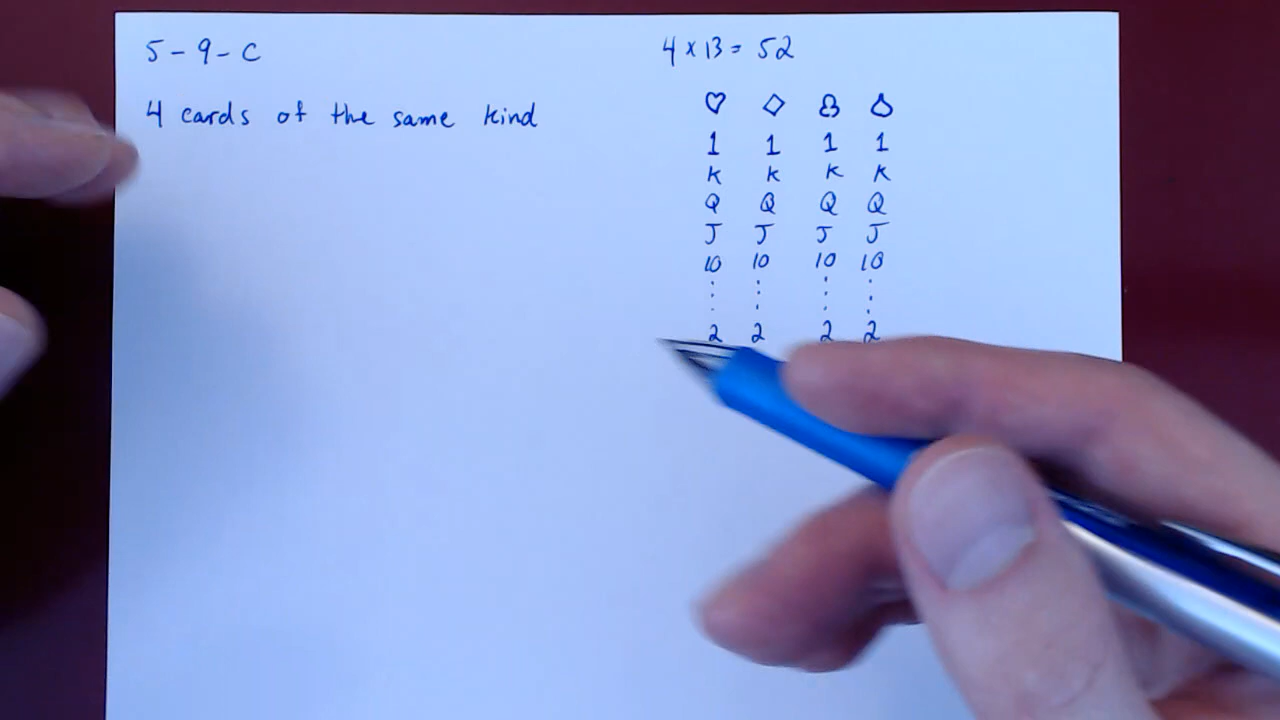 5 - 9 - C
4 cards of the same kind
4 x 13 = 52
♡ ◇ ♧ ♤
1 1 1 1
K K K K
Q Q Q Q
J J J J
10 10 10 10
⋮ ⋮ ⋮ ⋮
2 2 2 2